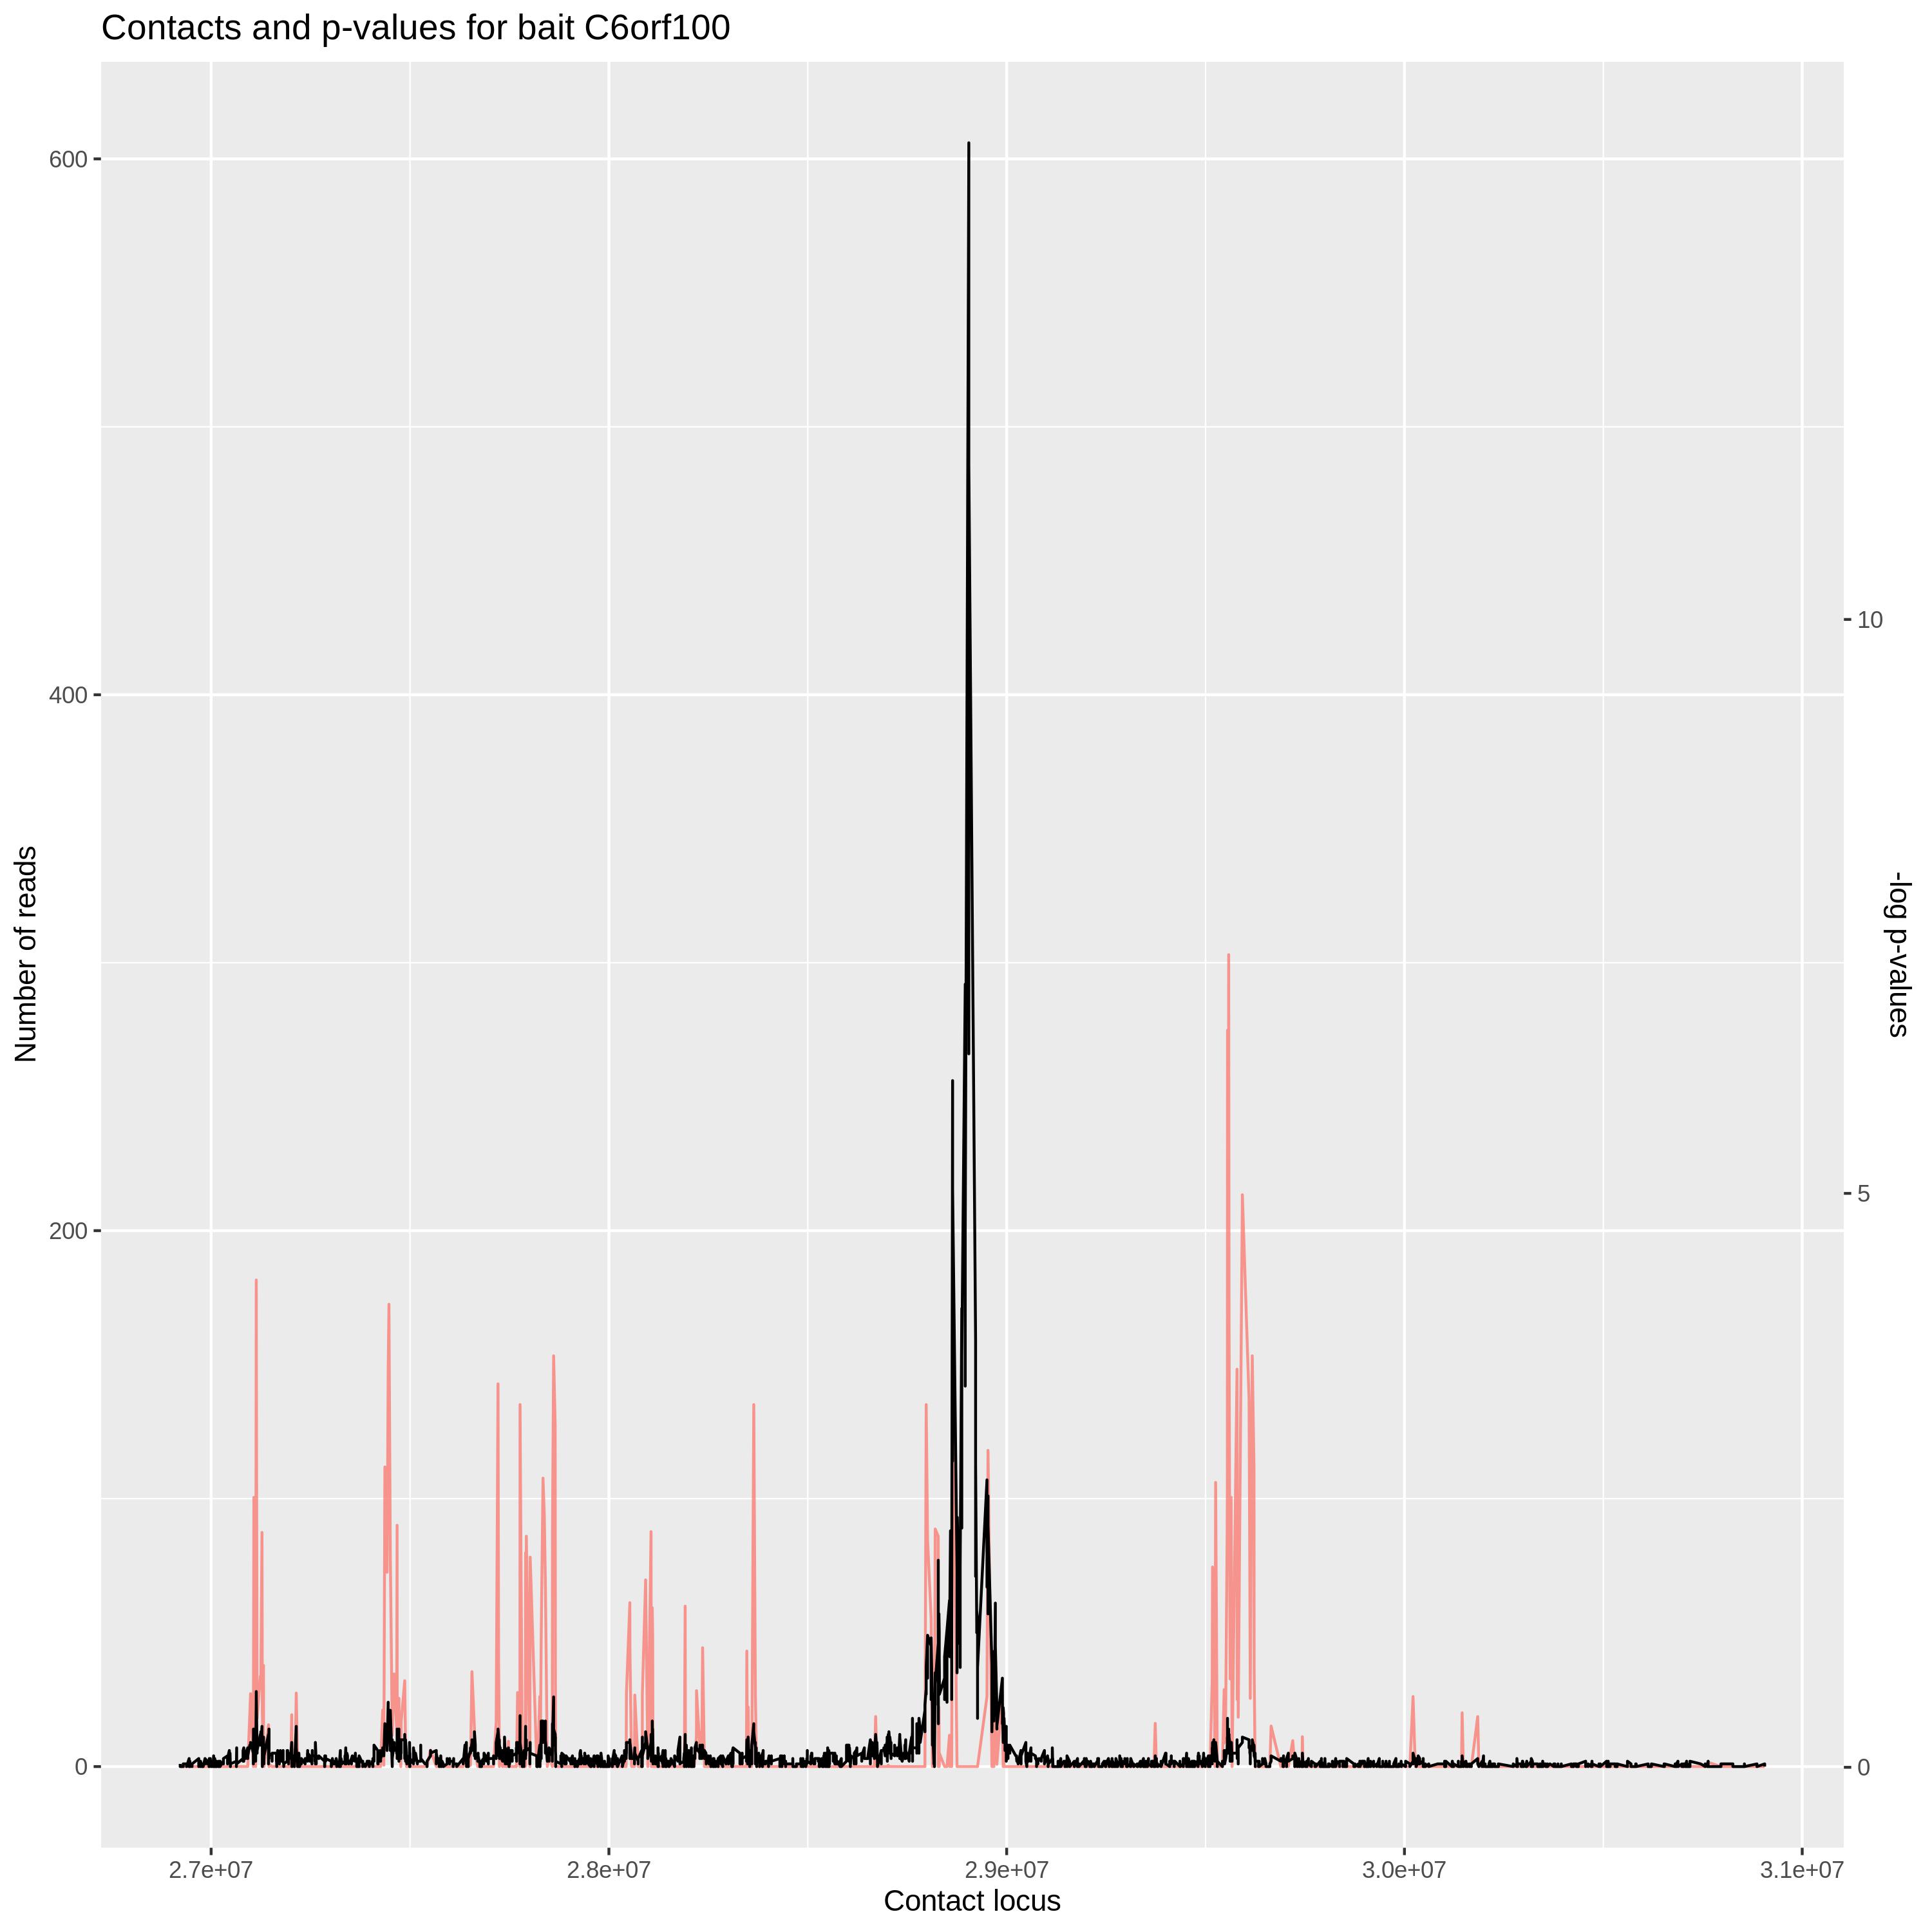 Contacts and p-values for bait C6orf100
600
400
200
0
10
5
0
Number of reads
-log p-values
2.7e+07
2.8e+07
2.9e+07
3.0e+07
3.1e+07
Contact locus